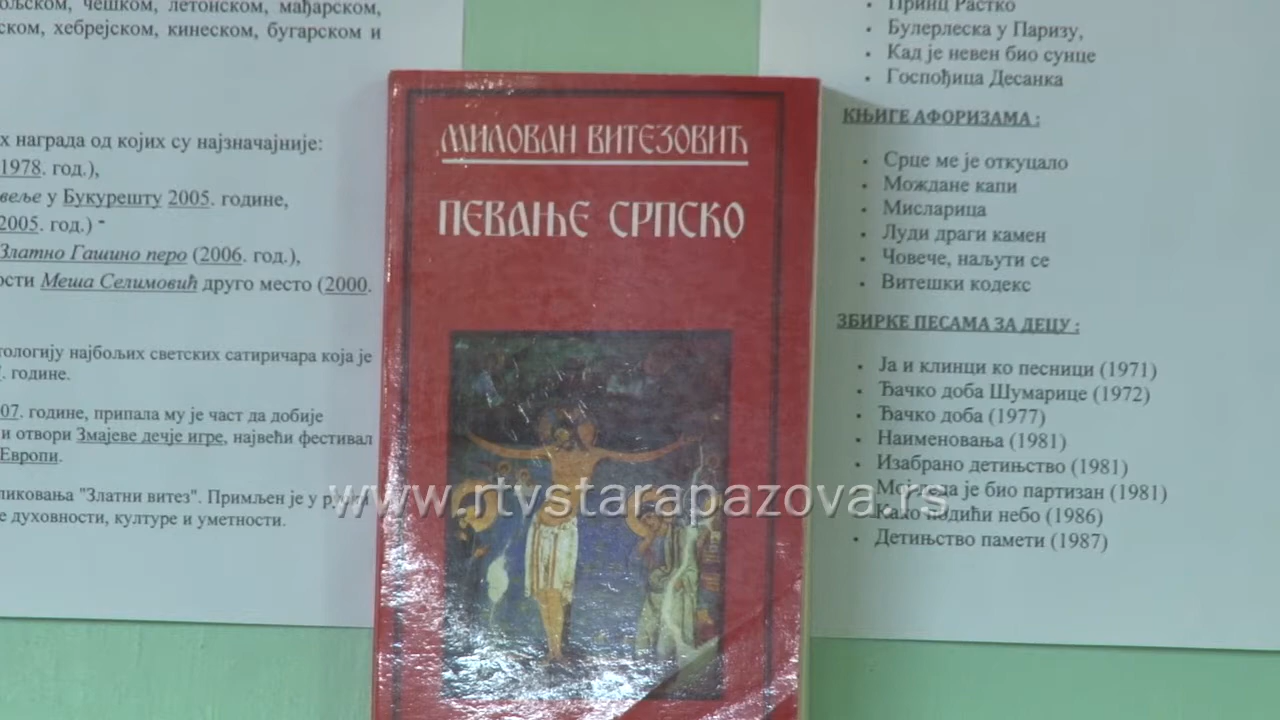 ољском, чешком, летонском, мађарском,
ском, хебрејском, кинеском, бугарском и
х награда од којих су најзначајније:
1978. год.),
веље у Букурешту 2005. године,
2005. год.) -
Златно Гашино перо (2006. год.),
ости Меша Селимовић друго место (2000.
тологију најбољих светских сатиричара која је
. године.
07. године, припала му је част да добије
и отвори Змајеве дечје игре, највећи фестивал
Европи.
ликовања "Златни витез". Примљен је у
е духовности, културе и уметности.
МИЛОВАН ВИТЕЗОВИЋ
ПЕВАЊЕ СРПСКО
Принц Растко
Булерлеска у Паризу,
Кад је невен био сунце
Госпођица Десанка
КЊИГЕ АФОРИЗАМА :
Срце ме је откуцало
Мождане капи
Мисларица
Луди драги камен
Човече, наљути се
Витешки кодекс
ЗБИРКЕ ПЕСАМА ЗА ДЕЦУ :
Ја и клинци ко песници (1971)
Ђачко доба Шумарице (1972)
Ђачко доба (1977)
Наименовања (1981)
Изабрано детињство (1981)
је био партизан (1981)
Како подићи небо (1986)
Детињство памети (1987)
www.rtvstarapazova.rs